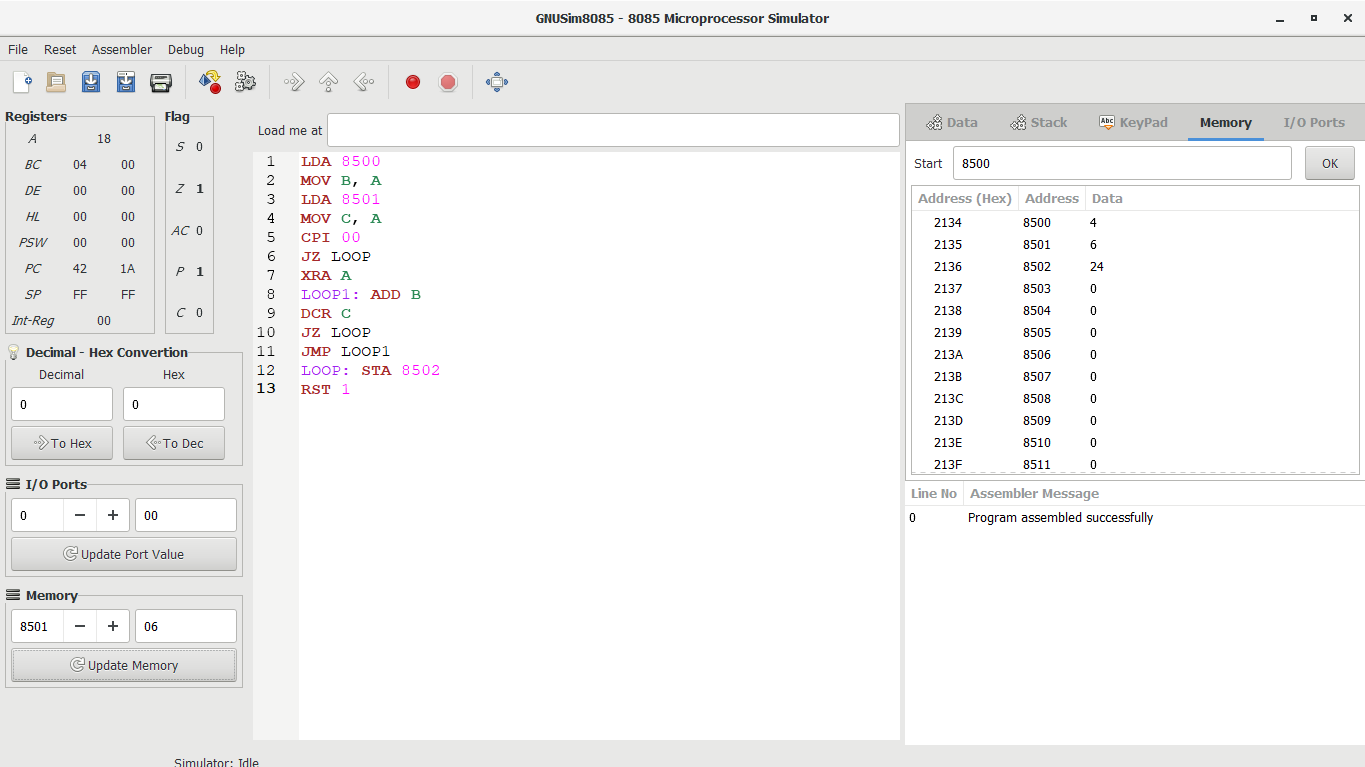 GNUSim8085 - 8085 Microprocessor Simulator
File Reset Assembler Debug Help
Registers
A 18
BC 04 00
DE 00 00
HL 00 00
PSW 00 00
PC 42 1A
SP FF FF
Int-Reg 00
Flag
S 0
Z 1
AC 0
P 1
C 0
Decimal - Hex Convertion
Decimal Hex
0 0
To Hex To Dec
I/O Ports
0 − + 00
Update Port Value
Memory
8501 − + 06
Update Memory
Load me at
1 LDA 8500
2 MOV B, A
3 LDA 8501
4 MOV C, A
5 CPI 00
6 JZ LOOP
7 XRA A
8 LOOP1: ADD B
9 DCR C
10 JZ LOOP
11 JMP LOOP1
12 LOOP: STA 8502
13 RST 1
Data Stack Abc KeyPad Memory I/O Ports
Start 8500 OK
Address (Hex) Address Data
2134 8500 4
2135 8501 6
2136 8502 24
2137 8503 0
2138 8504 0
2139 8505 0
213A 8506 0
213B 8507 0
213C 8508 0
213D 8509 0
213E 8510 0
213F 8511 0
Line No Assembler Message
0 Program assembled successfully
Simulator: Idle